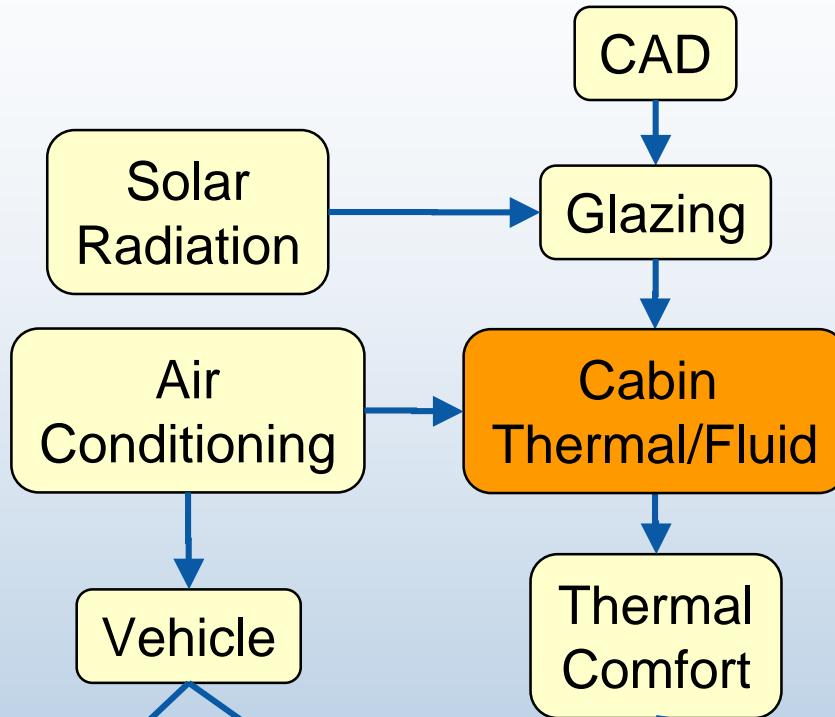 CAD
Solar
Radiation
Glazing
Air
Conditioning
Cabin
Thermal/Fluid
Vehicle
Thermal
Comfort